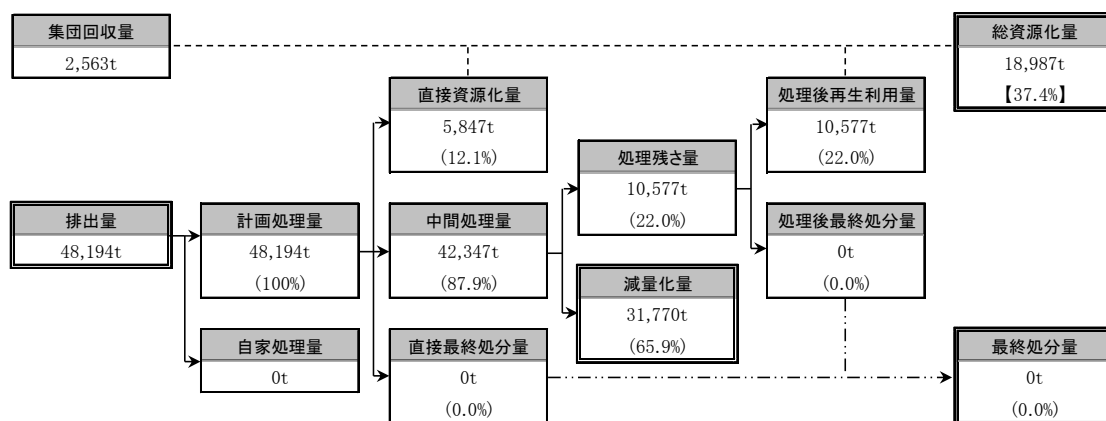 集団回収量
2,563t
総資源化量
18,987t
【37.4%】
直接資源化量
5,847t
(12.1%)
処理後再生利用量
10,577t
(22.0%)
処理残さ量
10,577t
(22.0%)
排出量
48,194t
計画処理量
48,194t
(100%)
中間処理量
42,347t
(87.9%)
処理後最終処分量
0t
(0.0%)
減量化量
31,770t
(65.9%)
自家処理量
0t
直接最終処分量
0t
(0.0%)
最終処分量
0t
(0.0%)